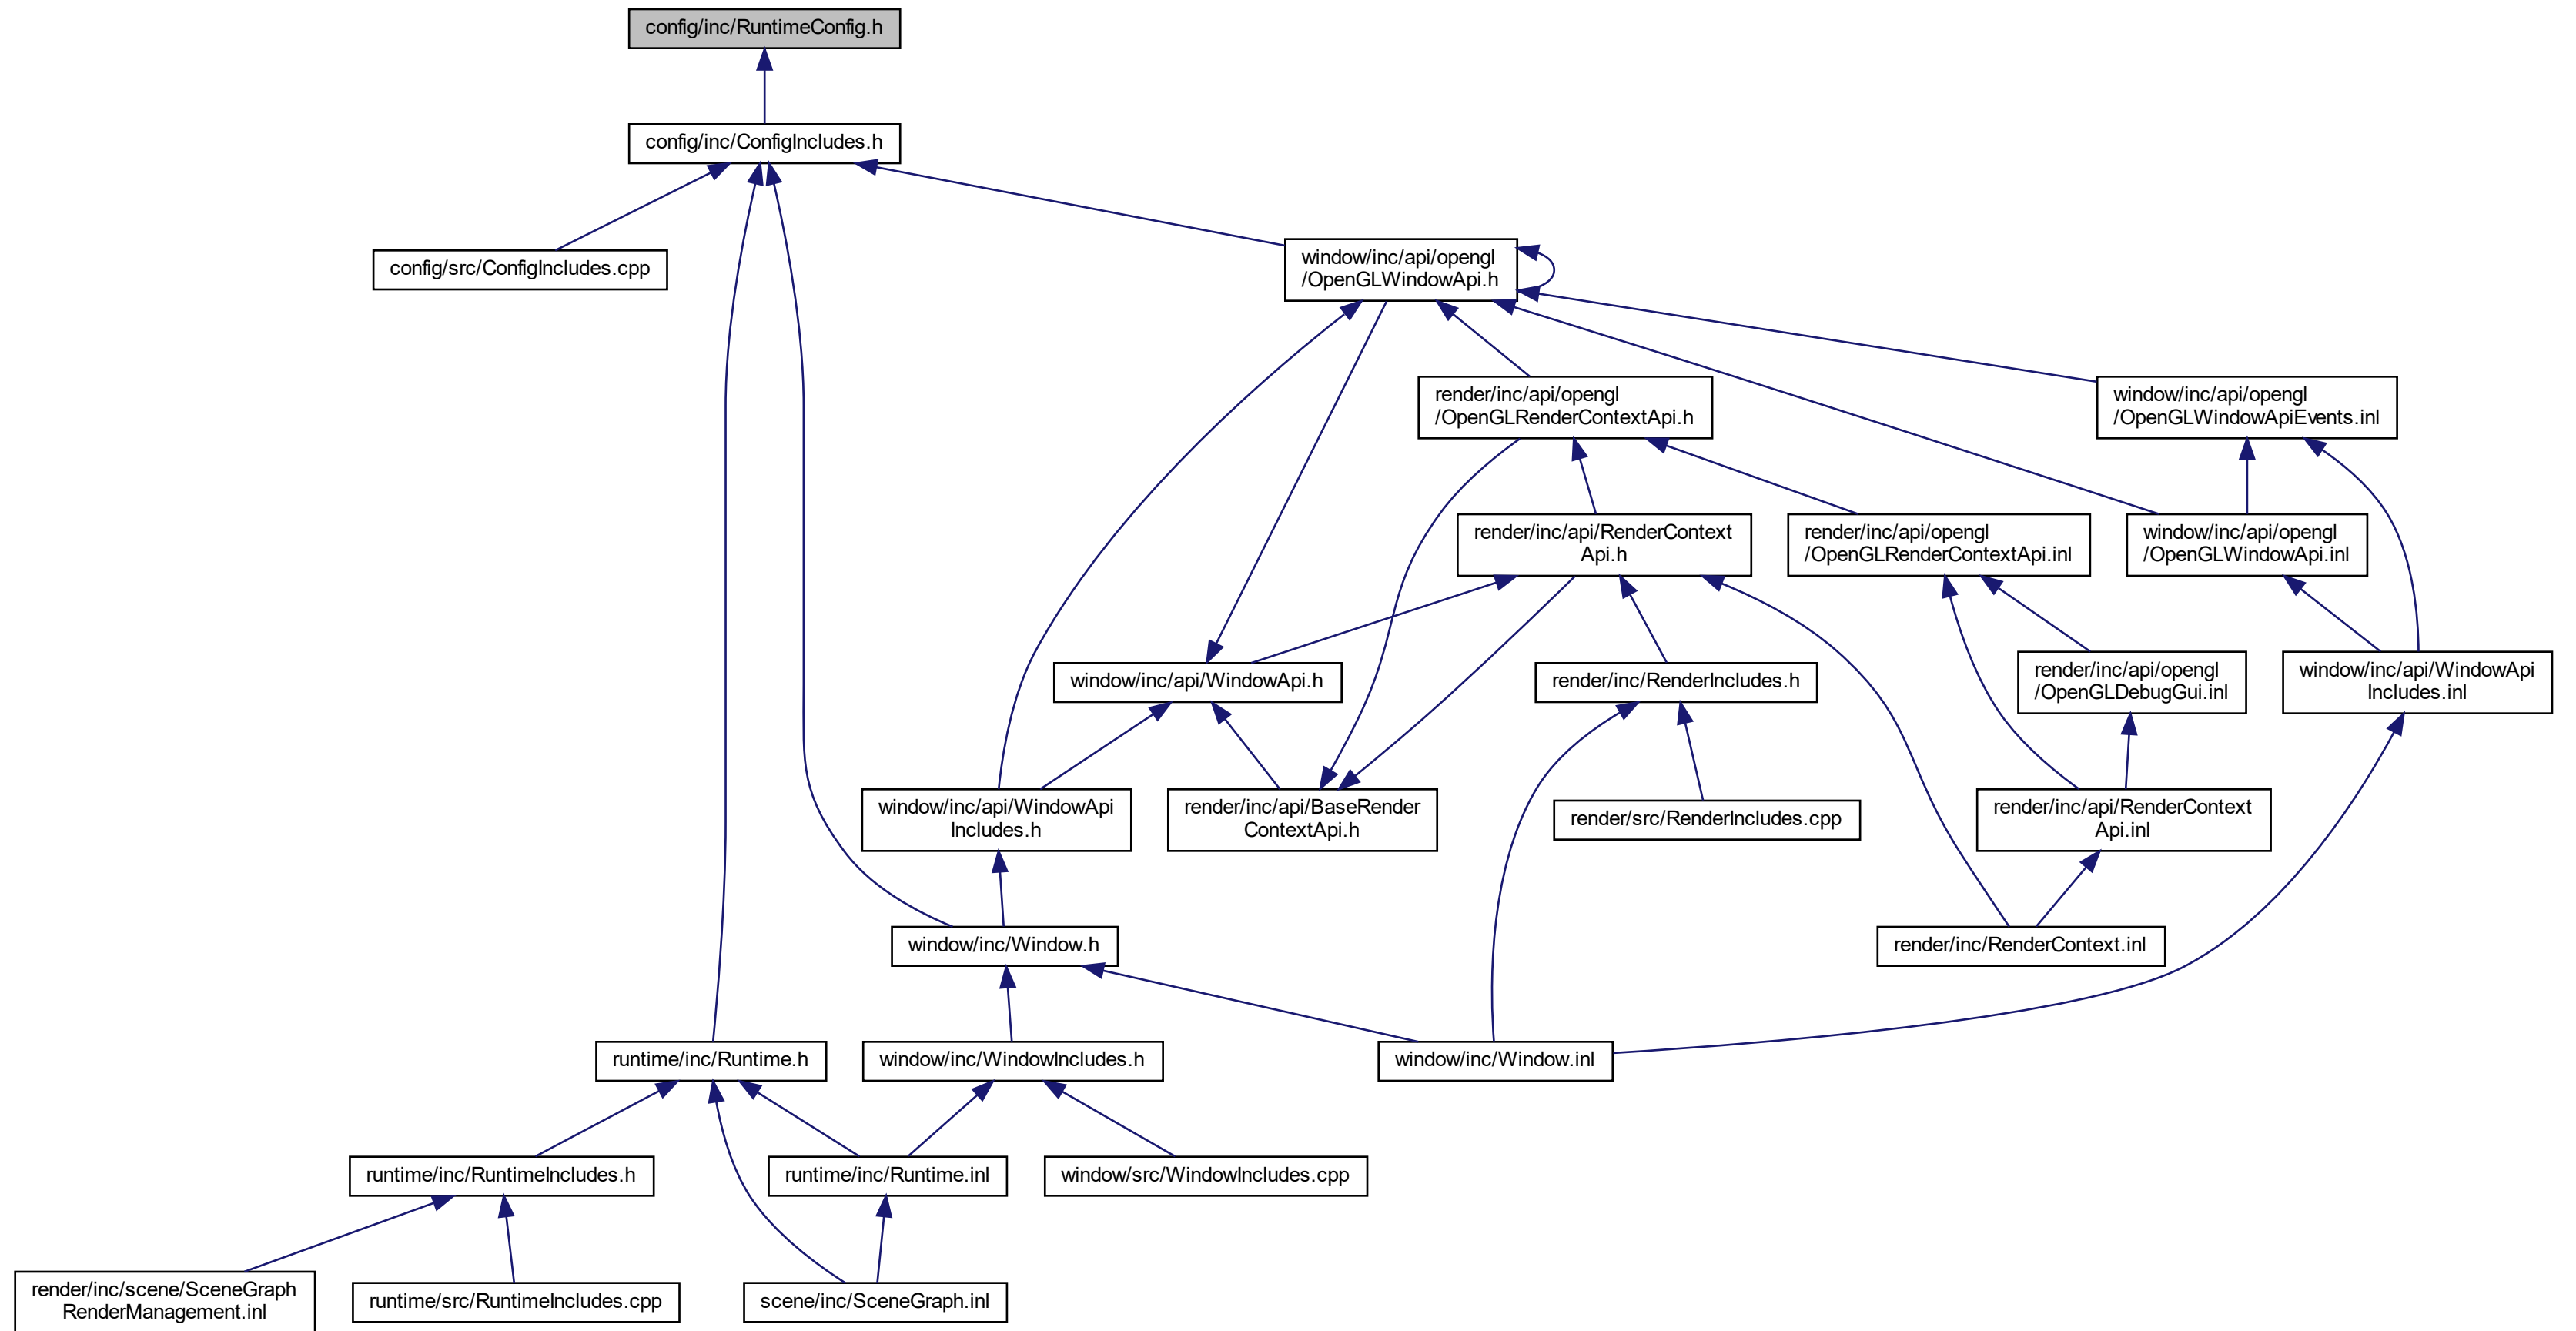 config/inc/RuntimeConfig.h
config/inc/ConfigIncludes.h
config/src/ConfigIncludes.cpp
window/inc/api/opengl
/OpenGLWindowApi.h
render/inc/api/opengl
/OpenGLRenderContextApi.h
window/inc/api/opengl
/OpenGLWindowApiEvents.inl
render/inc/api/RenderContext
Api.h
render/inc/api/opengl
/OpenGLRenderContextApi.inl
window/inc/api/opengl
/OpenGLWindowApi.inl
window/inc/api/WindowApi.h
render/inc/RenderIncludes.h
render/inc/api/opengl
/OpenGLDebugGui.inl
window/inc/api/WindowApi
Includes.inl
window/inc/api/WindowApi
Includes.h
render/inc/api/BaseRender
ContextApi.h
render/src/RenderIncludes.cpp
render/inc/api/RenderContext
Api.inl
window/inc/Window.h
render/inc/RenderContext.inl
runtime/inc/Runtime.h
window/inc/WindowIncludes.h
window/inc/Window.inl
runtime/inc/RuntimeIncludes.h
runtime/inc/Runtime.inl
window/src/WindowIncludes.cpp
render/inc/scene/SceneGraph
RenderManagement.inl
runtime/src/RuntimeIncludes.cpp
scene/inc/SceneGraph.inl